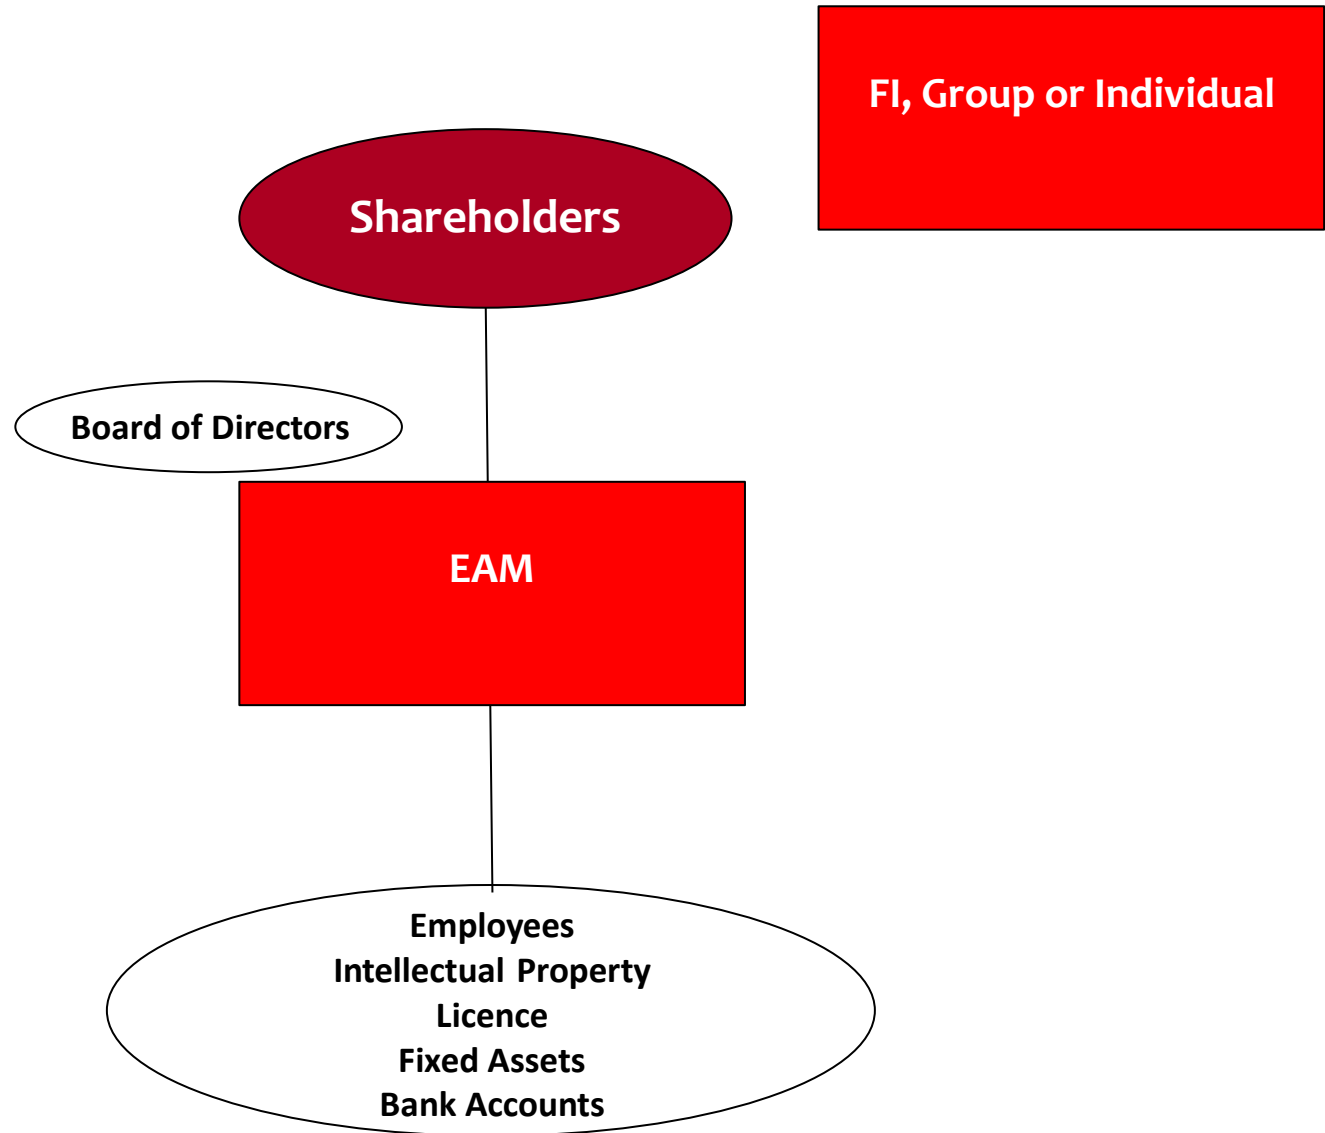 FI, Group or Individual
Shareholders
Board of Directors
EAM
Employees
Intellectual Property
Licence
Fixed Assets
Bank Accounts